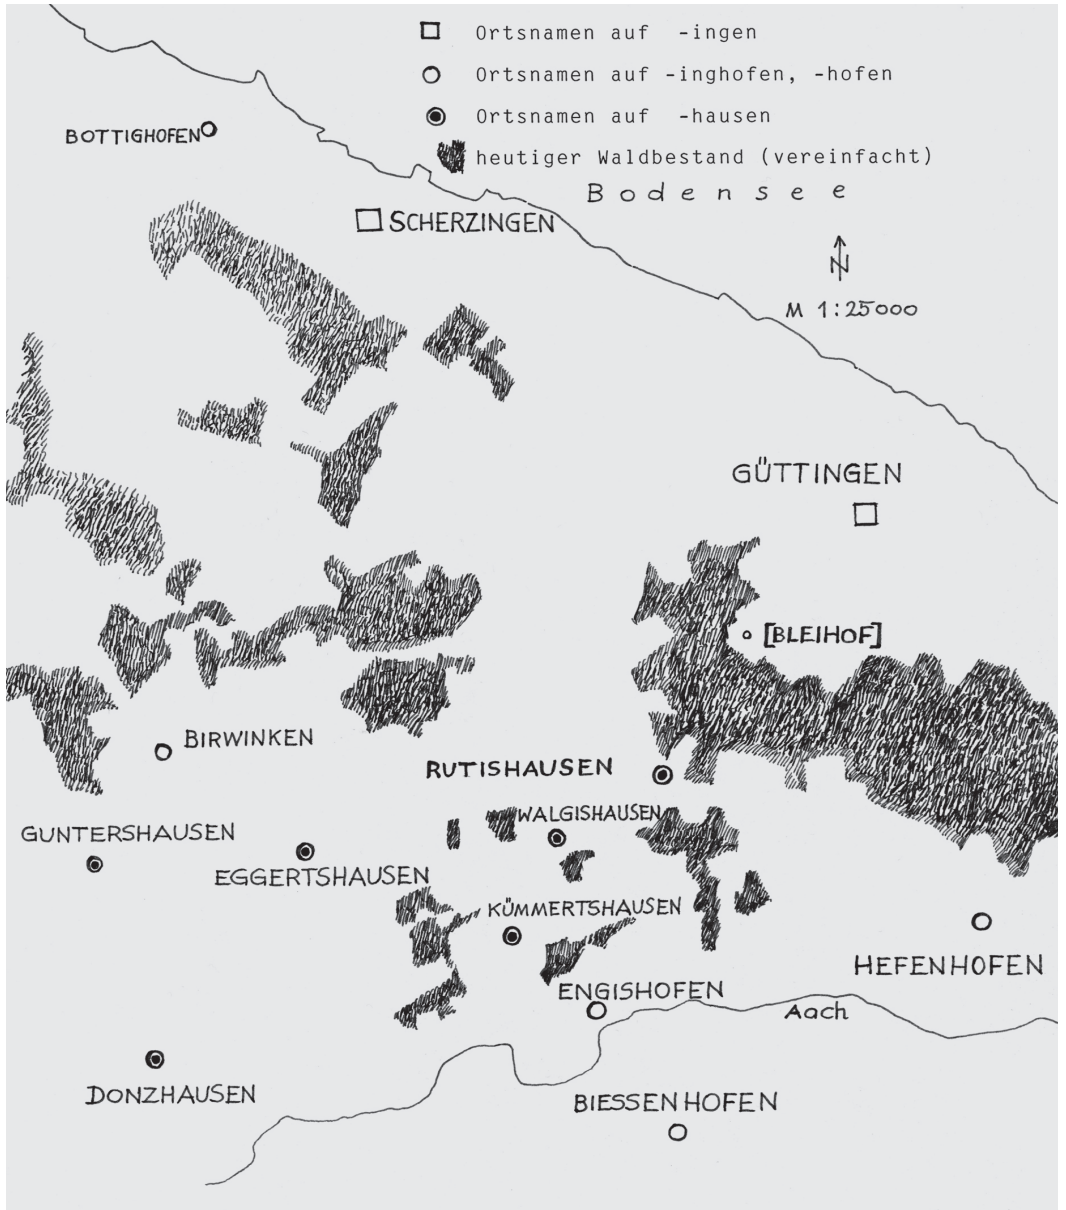 Ortsnamen auf -ingen
Ortsnamen auf -inghofen, -hofen
Ortsnamen auf -hausen
heutiger Waldbestand (vereinfacht)
BOTTIGHOFEN
Bodensee
SCHERZINGEN
N
M 1:25000
GÜTTINGEN
[BLEIHOF]
BIRWINKEN
RUTISHAUSEN
WALGISHAUSEN
GUNTERSHAUSEN
EGGERTSHAUSEN
KÜMMERTSHAUSEN
HEFENHOFEN
ENGISHOFEN
Aach
DONZHAUSEN
BIESSENHOFEN